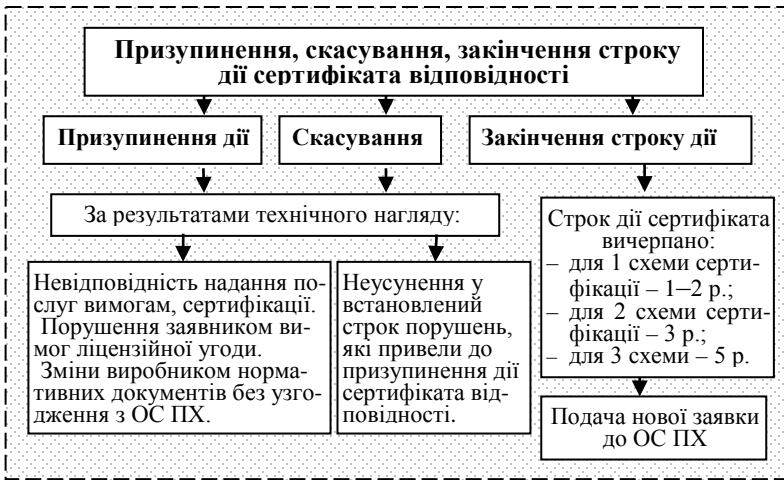 Призупинення, скасування, закінчення строку
дії сертифіката відповідності
Призупинення дії
Скасування
Закінчення строку дії
За результатами технічного нагляду:
Невідповідність надання по-
слуг вимогам, сертифікації.
Порушення заявником ви-
мог ліцензійної угоди.
Зміни виробником норма-
тивних документів без узго-
дження з ОС ПХ.
Неусунення у
встановлений
строк порушень,
які привели до
призупинення дії
сертифіката від-
повідності.
Строк дії сертифіката
вичерпано:
– для 1 схеми серти-
фікації – 1–2 р.;
– для 2 схеми серти-
фікації – 3 р.;
– для 3 схеми – 5 р.
Подача нової заявки
до ОС ПХ